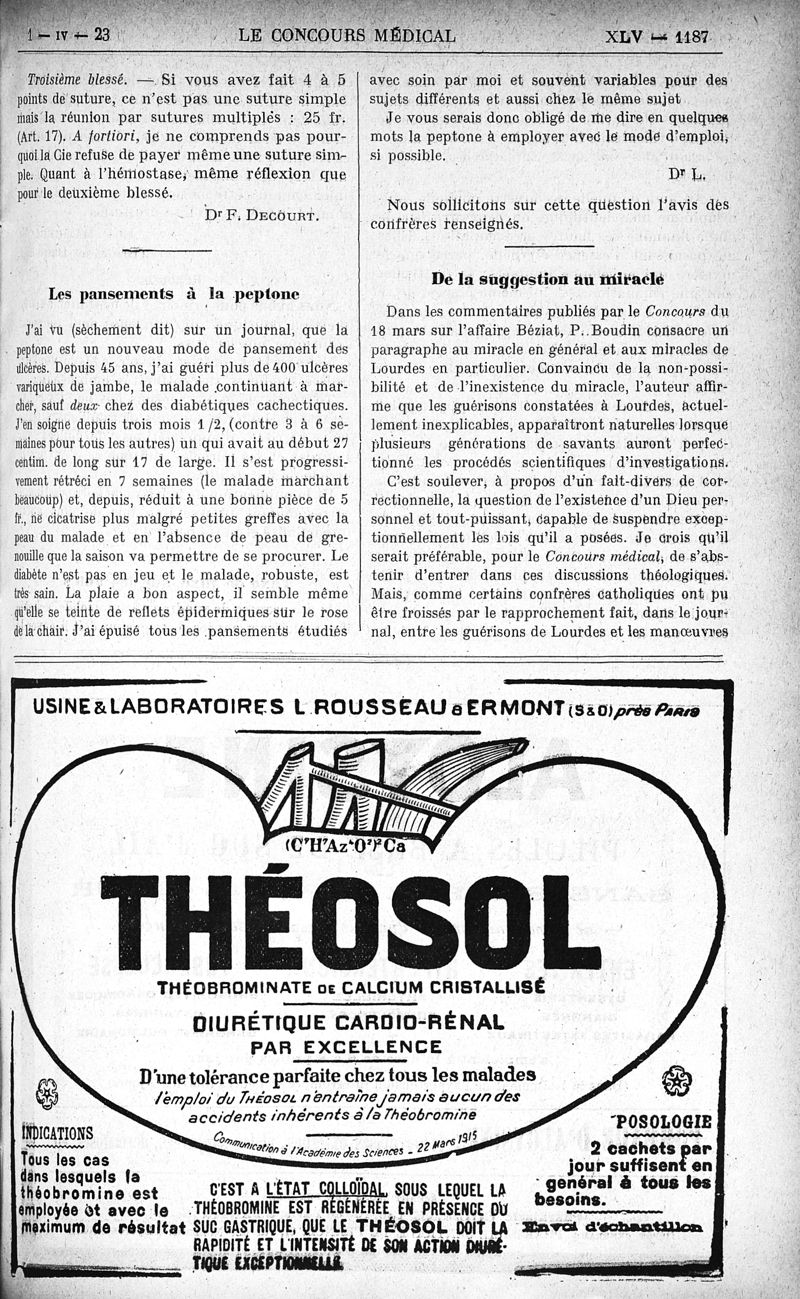 1 — IV — 23
LE CONCOURS MÉDICAL
XLV — 1187
Troisième blessé. — Si vous avez fait 4 à 5
points de suture, ce n'est pas une suture simple
mais la réunion par sutures multiples : 25 fr.
(Art. 17). A fortiori, je ne comprends pas pour-
quoi la Cie refuse de payer même une suture sim-
ple. Quant à l'hémostase, même réflexion que
pour le deuxième blessé.
Dr F. DECOURT.
Les pansements à la peptone
J'ai vu (sèchement dit) sur un journal, que la
peptone est un nouveau mode de pansement des
ulcères. Depuis 45 ans, j'ai guéri plus de 400 ulcères
variqueux de jambe, le malade continuant à mar-
cher, sauf deux chez des diabétiques cachectiques.
J'en soigne depuis trois mois 1/2, (contre 3 à 6 se-
maines pour tous les autres) un qui avait au début 27
centim. de long sur 17 de large. Il s'est progressi-
vement rétréci en 7 semaines (le malade marchant
beaucoup) et, depuis, réduit à une bonne pièce de 5
fr., ne cicatrise plus malgré petites greffes avec la
peau du malade et en l'absence de peau de gre-
nouille que la saison va permettre de se procurer. Le
diabète n'est pas en jeu et le malade, robuste, est
très sain. La plaie a bon aspect, il semble même
qu'elle se teinte de reflets épidermiques sur le rose
de la chair. J'ai épuisé tous les pansements étudiés
avec soin par moi et souvent variables pour des
sujets différents et aussi chez le même sujet
Je vous serais donc obligé de me dire en quelques
mots la peptone à employer avec le mode d'emploi,
si possible.
Dr L.
Nous sollicitons sur cette question l'avis des
confrères renseignés.
De la suggestion au miracle
Dans les commentaires publiés par le Concours du
18 mars sur l'affaire Béziat, P. Boudin consacre un
paragraphe au miracle en général et aux miracles de
Lourdes en particulier. Convaincu de la non-possi-
bilité et de l'inexistence du miracle, l'auteur affir-
me que les guérisons constatées à Lourdes, actuel-
lement inexplicables, apparaîtront naturelles lorsque
plusieurs générations de savants auront perfec-
tionné les procédés scientifiques d'investigations.
C'est soulever, à propos d'un fait-divers de cor-
rectionnelle, la question de l'existence d'un Dieu per-
sonnel et tout-puissant, capable de suspendre excep-
tionnellement les lois qu'il a posées. Je crois qu'il
serait préférable, pour le Concours médical, de s'abs-
tenir d'entrer dans ces discussions théologiques.
Mais, comme certains confrères catholiques ont pu
être froissés par le rapprochement fait, dans le jour-
nal, entre les guérisons de Lourdes et les manœuvres
USINE & LABORATOIRES L. ROUSSEAU à ERMONT (S&O) près PARIS
(C⁷H⁷Az⁴O²)²Ca
THÉOSOL
THÉOBROMINATE DE CALCIUM CRISTALLISÉ
DIURÉTIQUE CARDIO-RÉNAL
PAR EXCELLENCE
D'une tolérance parfaite chez tous les malades
l'emploi du THÉOSOL n'entraîne jamais aucun des
accidents inhérents à la Théobromine
Communication à l'Académie des Sciences - 22 Mars 1915
INDICATIONS
Tous les cas
dans lesquels la
théobromine est
employée et avec le
maximum de résultat
C'EST A L'ÉTAT COLLOÏDAL, SOUS LEQUEL LA
THÉOBROMINE EST RÉGÉNÉRÉE EN PRÉSENCE DU
SUC GASTRIQUE, QUE LE THÉOSOL DOIT LA
RAPIDITÉ ET L'INTENSITÉ DE SON ACTION DIURÉ-
TIQUE EXCEPTIONNELLE.
POSOLOGIE
2 cachets par
jour suffisent en
general à tous les
besoins.
Envoi d'échantillon